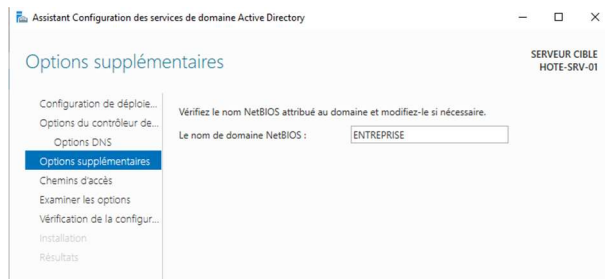 Assistant Configuration des services de domaine Active Directory
Options supplémentaires
SERVEUR CIBLE
HOTE-SRV-01
Configuration de déploie...
Options du contrôleur de...
Options DNS
Options supplémentaires
Chemins d'accès
Examiner les options
Vérification de la configur...
Installation
Résultats
Vérifiez le nom NetBIOS attribué au domaine et modifiez-le si nécessaire.
Le nom de domaine NetBIOS : ENTREPRISE